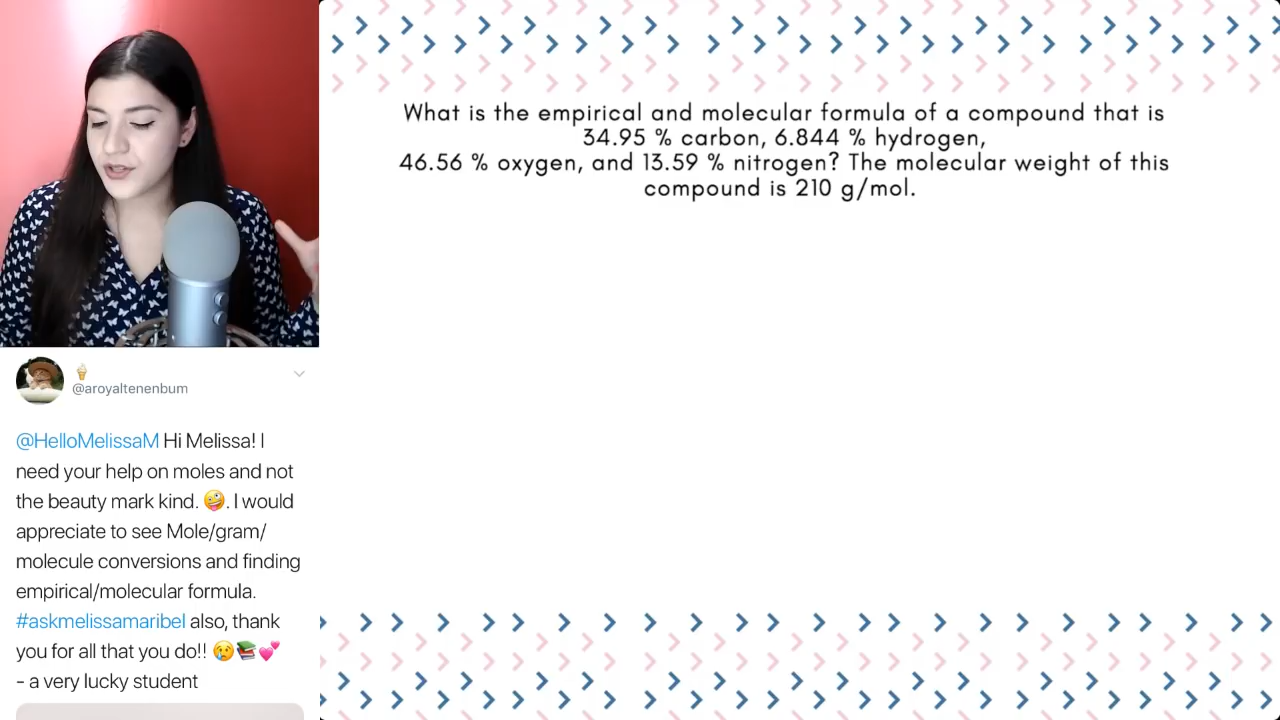 What is the empirical and molecular formula of a compound that is
34.95 % carbon, 6.844 % hydrogen,
46.56 % oxygen, and 13.59 % nitrogen? The molecular weight of this
compound is 210 g/mol.
🍦
@aroyaltenenbum
@HelloMelissaM Hi Melissa! I
need your help on moles and not
the beauty mark kind. 🤪. I would
appreciate to see Mole/gram/
molecule conversions and finding
empirical/molecular formula.
#askmelissamaribel also, thank
you for all that you do!! 😢📚💕
- a very lucky student